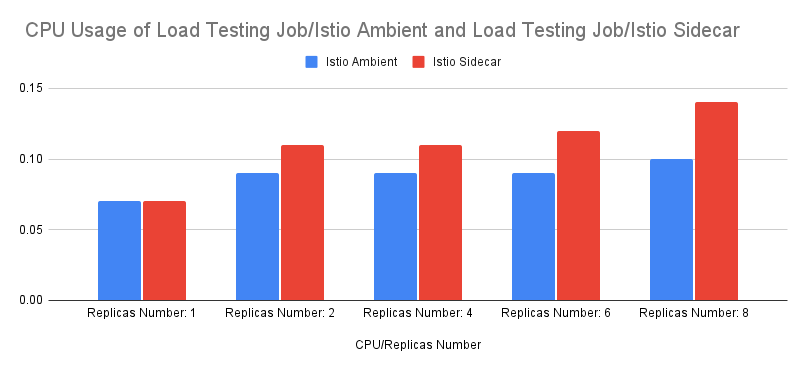 CPU Usage of Load Testing Job/Istio Ambient and Load Testing Job/Istio Sidecar
Istio Ambient
Istio Sidecar
0.15
0.10
0.05
0.00
Replicas Number: 1
Replicas Number: 2
Replicas Number: 4
Replicas Number: 6
Replicas Number: 8
CPU/Replicas Number